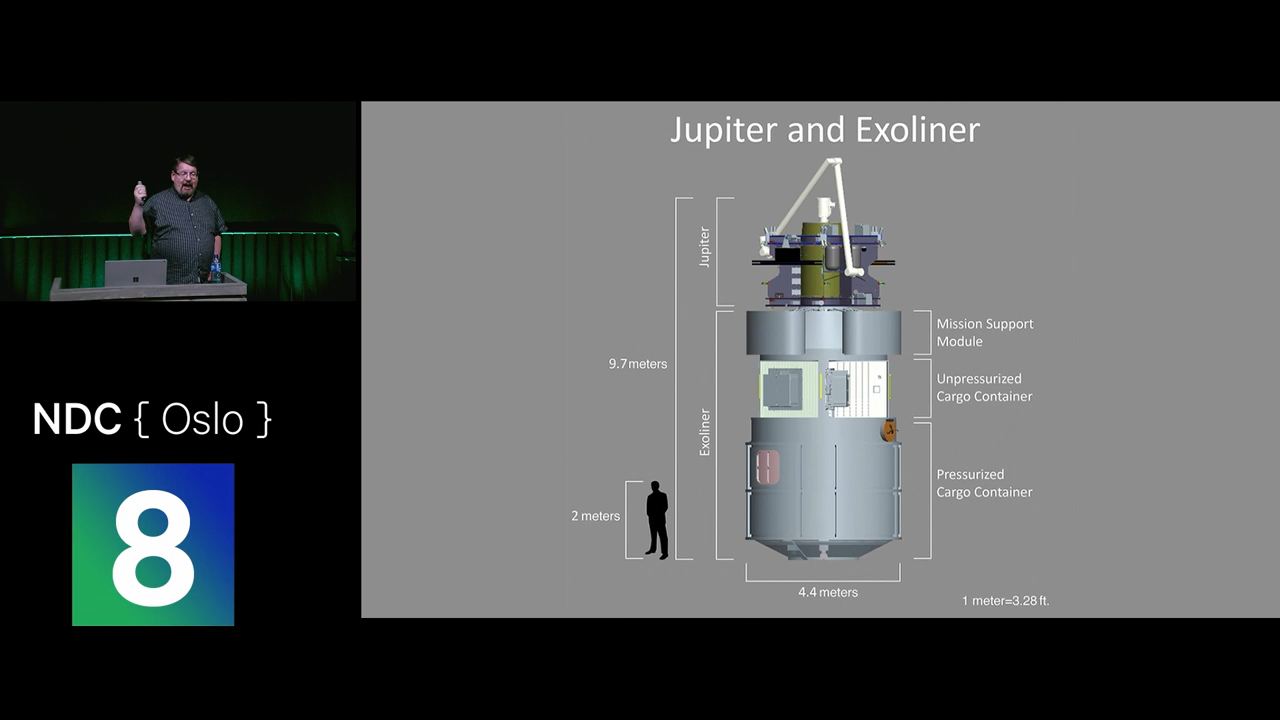 Jupiter and Exoliner
Jupiter
Mission Support
Module
9.7 meters
Unpressurized
Cargo Container
Exoliner
Pressurized
Cargo Container
2 meters
4.4 meters
1 meter=3.28 ft.
NDC { Oslo }
8